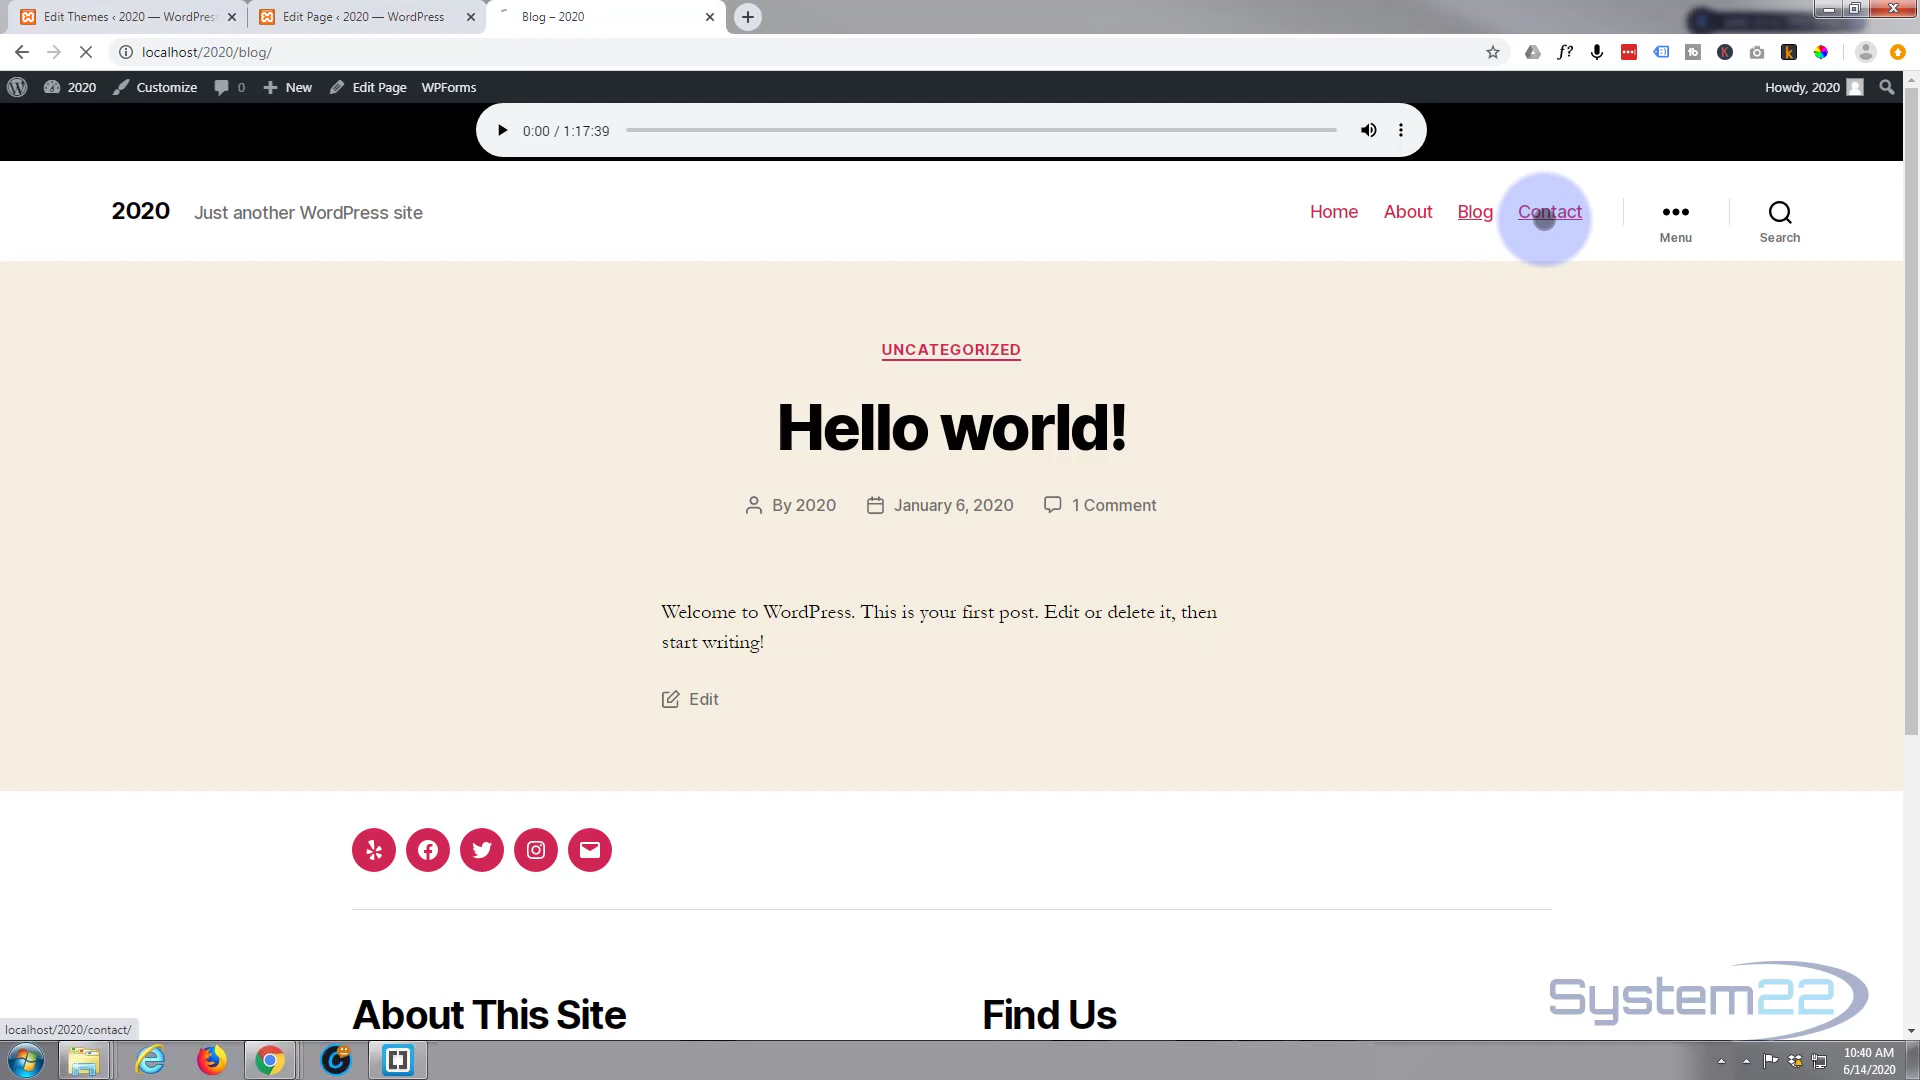 Edit Themes ‹ 2020 — WordPress
Edit Page ‹ 2020 — WordPress
Blog – 2020
localhost/2020/blog/
2020
Customize
0
New
Edit Page
WPForms
Howdy, 2020
0:00 / 1:17:39
2020
Just another WordPress site
Home
About
Blog
Contact
Menu
Search
UNCATEGORIZED
Hello world!
By 2020
January 6, 2020
1 Comment
Welcome to WordPress. This is your first post. Edit or delete it, then
start writing!
Edit
About This Site
Find Us
System22
localhost/2020/contact/
10:40 AM
6/14/2020